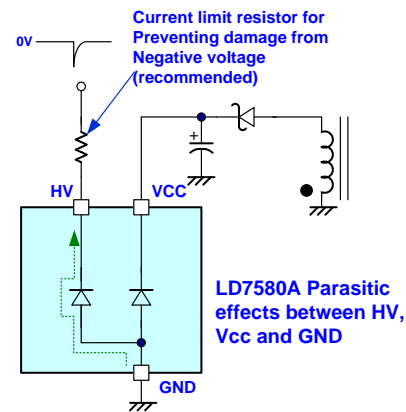 Current limit resistor for
Preventing damage from
Negative voltage
(recommended)
0V
+
HV
VCC
LD7580A Parasitic
effects between HV,
Vcc and GND
GND